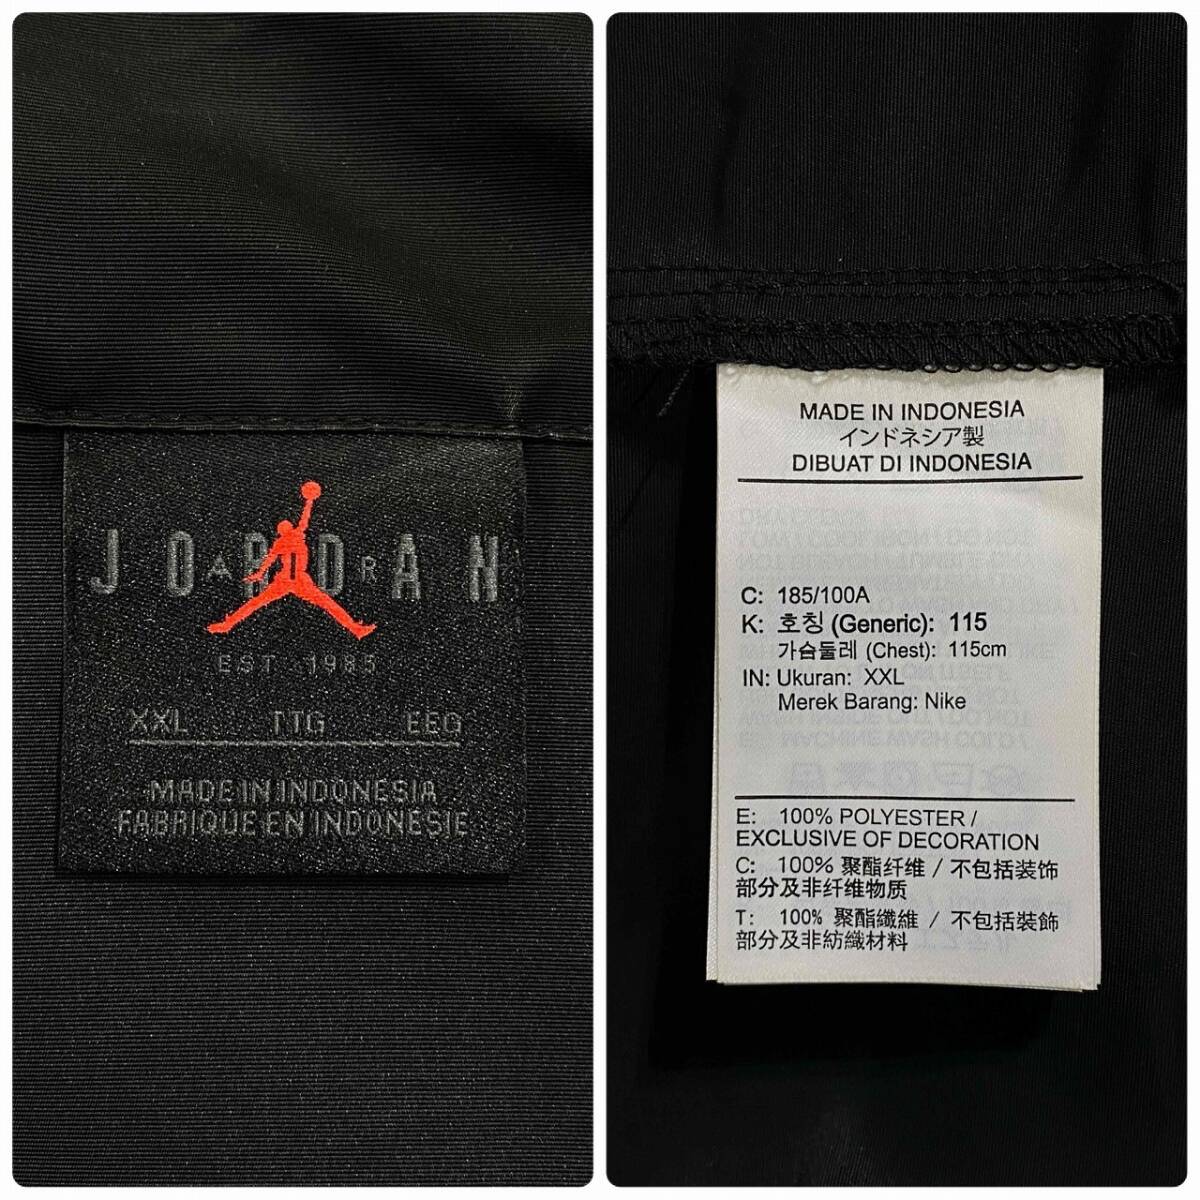 JORDAN
AIR
EST 1985
XXL TTG EEG
MADE IN INDONESIA
FABRIQUE EN INDONESIE
MADE IN INDONESIA
インドネシア製
DIBUAT DI INDONESIA
C: 185/100A
K: 호칭 (Generic): 115
가슴둘레 (Chest): 115cm
IN: Ukuran: XXL
Merek Barang: Nike
E: 100% POLYESTER /
EXCLUSIVE OF DECORATION
C: 100% 聚酯纤维 / 不包括装饰
部分及非纤维物质
T: 100% 聚酯纖維 / 不包括裝飾
部分及非紡織材料